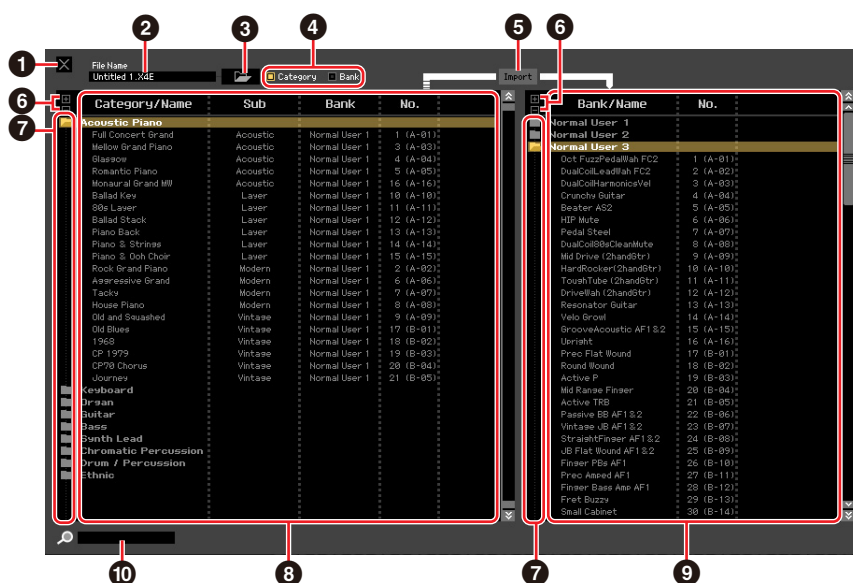 2 3 4 5 6
1
File Name
Untitled 1.X4E
Category Bank
Import
6
7
Category/Name Sub Bank No.
Acoustic Piano
Full Concert Grand Acoustic Normal User 1 1 (A-01)
Mellow Grand Piano Acoustic Normal User 1 3 (A-03)
Glasgow Acoustic Normal User 1 4 (A-04)
Romantic Piano Acoustic Normal User 1 5 (A-05)
Monaural Grand MW Acoustic Normal User 1 16 (A-16)
Ballad Key Layer Normal User 1 10 (A-10)
80s Layer Layer Normal User 1 11 (A-11)
Ballad Stack Layer Normal User 1 12 (A-12)
Piano Back Layer Normal User 1 13 (A-13)
Piano & Strings Layer Normal User 1 14 (A-14)
Piano & Ooh Choir Layer Normal User 1 15 (A-15)
Rock Grand Piano Modern Normal User 1 2 (A-02)
Aggressive Grand Modern Normal User 1 6 (A-06)
Tacky Modern Normal User 1 7 (A-07)
House Piano Modern Normal User 1 8 (A-08)
Old and Squashed Vintage Normal User 1 9 (A-09)
Old Blues Vintage Normal User 1 17 (B-01)
1968 Vintage Normal User 1 18 (B-02)
CP 1979 Vintage Normal User 1 19 (B-03)
CP70 Chorus Vintage Normal User 1 20 (B-04)
Journey Vintage Normal User 1 21 (B-05)
Keyboard
Organ
Guitar
Bass
Synth Lead
Chromatic Percussion
Drum / Percussion
Ethnic
Bank/Name No.
Normal User 1
Normal User 2
Normal User 3
Oct FuzzPedalWah FC2 1 (A-01)
DualCoilLeadWah FC2 2 (A-02)
DualCoilHarmonicsVel 3 (A-03)
Crunchy Guitar 4 (A-04)
Beater AS2 5 (A-05)
HIP Mute 6 (A-06)
Pedal Steel 7 (A-07)
DualCoil80sCleanMute 8 (A-08)
Mid Drive (2handGtr) 9 (A-09)
HardRocker(2handGtr) 10 (A-10)
ToughTube (2handGtr) 11 (A-11)
DriveWah (2handGtr) 12 (A-12)
Resonator Guitar 13 (A-13)
Velo Growl 14 (A-14)
GrooveAcoustic AF1&2 15 (A-15)
Upright 16 (A-16)
Prec Flat Wound 17 (B-01)
Round Wound 18 (B-02)
Active P 19 (B-03)
Mid Range Finger 20 (B-04)
Active TRB 21 (B-05)
Passive BB AF1&2 22 (B-06)
Vintage JB AF1&2 23 (B-07)
StraightFinger AF1&2 24 (B-08)
JB Flat Wound AF1&2 25 (B-09)
Finger PBs AF1 26 (B-10)
Prec Amped AF1 27 (B-11)
Finger Bass Amp AF1 28 (B-12)
Fret Buzzy 29 (B-13)
Small Cabinet 30 (B-14)
10 8 7 9